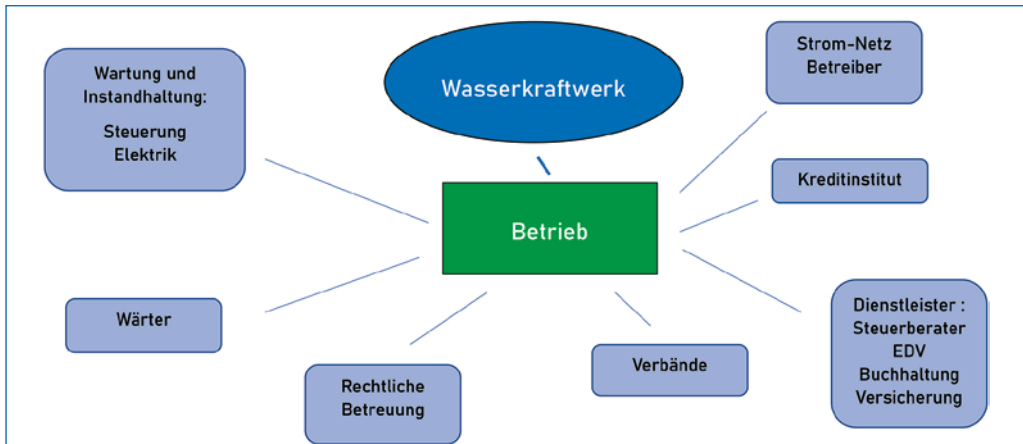 Wartung und
Instandhaltung:
Steuerung
Elektrik
Wasserkraftwerk
Strom-Netz
Betreiber
Kreditinstitut
Betrieb
Wärter
Rechtliche
Betreuung
Verbände
Dienstleister :
Steuerberater
EDV
Buchhaltung
Versicherung